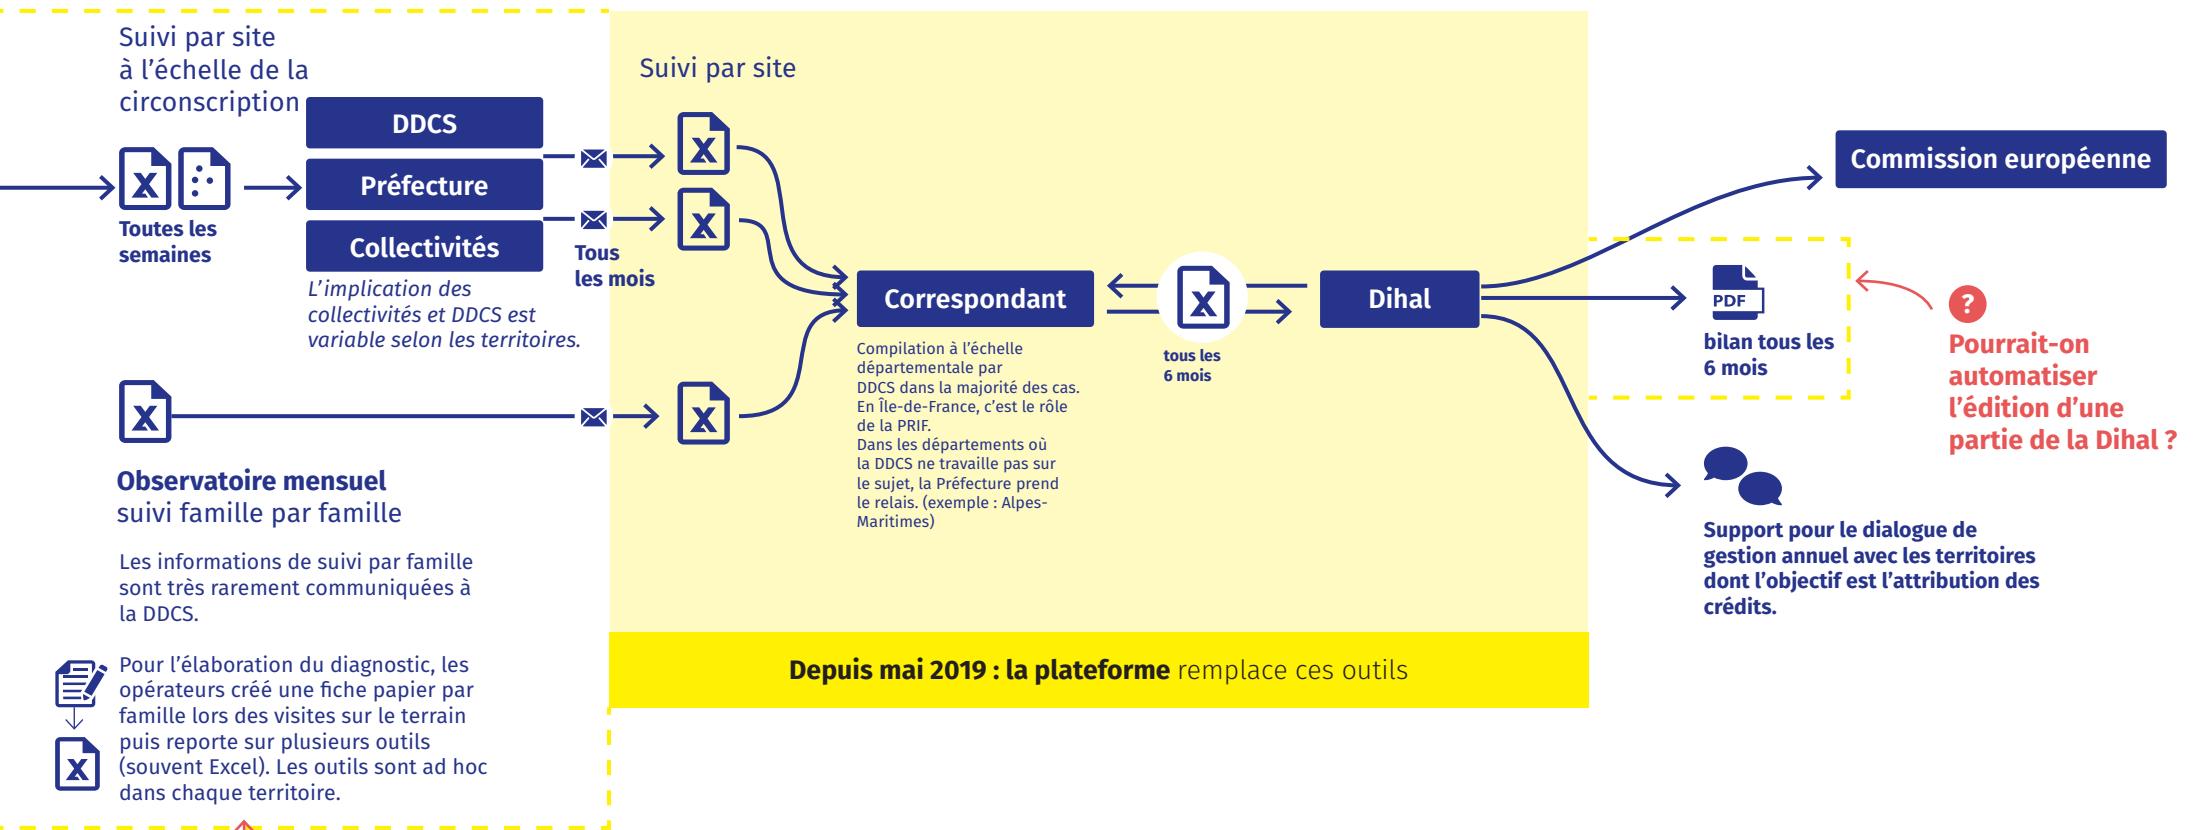 Suivi par site
à l’échelle de la
circonscription
DDCS
Préfecture
Collectivités
Toutes les
semaines
L’implication des
collectivités et DDCS est
variable selon les territoires.
Tous
les mois
Observatoire mensuel
suivi famille par famille
Les informations de suivi par famille
sont très rarement communiquées à
la DDCS.
Pour l’élaboration du diagnostic, les
opérateurs créé une fiche papier par
famille lors des visites sur le terrain
puis reporte sur plusieurs outils
(souvent Excel). Les outils sont ad hoc
dans chaque territoire.
Suivi par site
Correspondant
Compilation à l’échelle
départementale par
DDCS dans la majorité des cas.
En Île-de-France, c’est le rôle
de la PRIF.
Dans les départements où
la DDCS ne travaille pas sur
le sujet, la Préfecture prend
le relais. (exemple : Alpes-
Maritimes)
tous les
6 mois
Dihal
Depuis mai 2019 : la plateforme remplace ces outils
Commission européenne
PDF
bilan tous les
6 mois
?
Pourrait-on
automatiser
l’édition d’une
partie de la Dihal ?
Support pour le dialogue de
gestion annuel avec les territoires
dont l’objectif est l’attribution des
crédits.